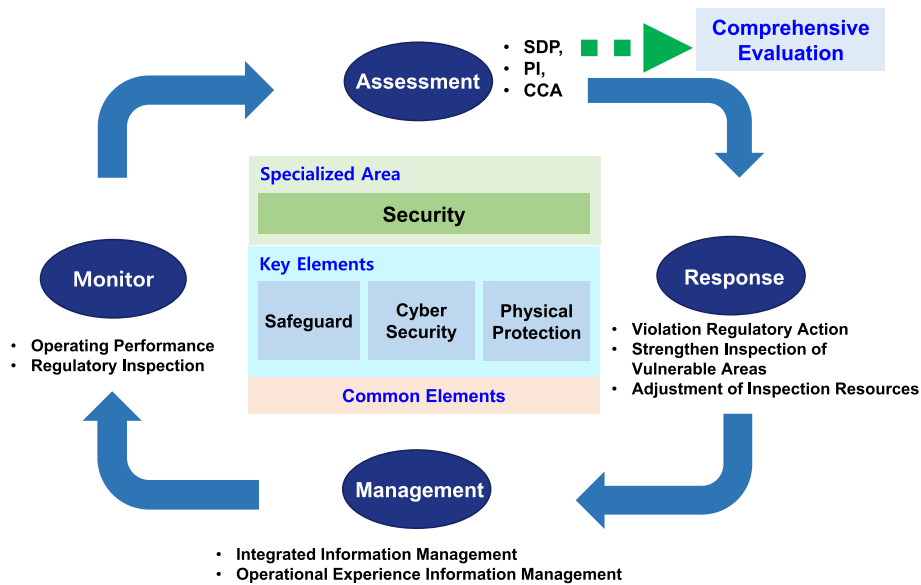 Comprehensive
Evaluation
Assessment
• SDP,
• PI,
• CCA
Specialized Area
Security
Key Elements
Safeguard
Cyber
Security
Physical
Protection
Common Elements
Monitor
• Operating Performance
• Regulatory Inspection
Response
• Violation Regulatory Action
• Strengthen Inspection of
Vulnerable Areas
• Adjustment of Inspection Resources
Management
• Integrated Information Management
• Operational Experience Information Management